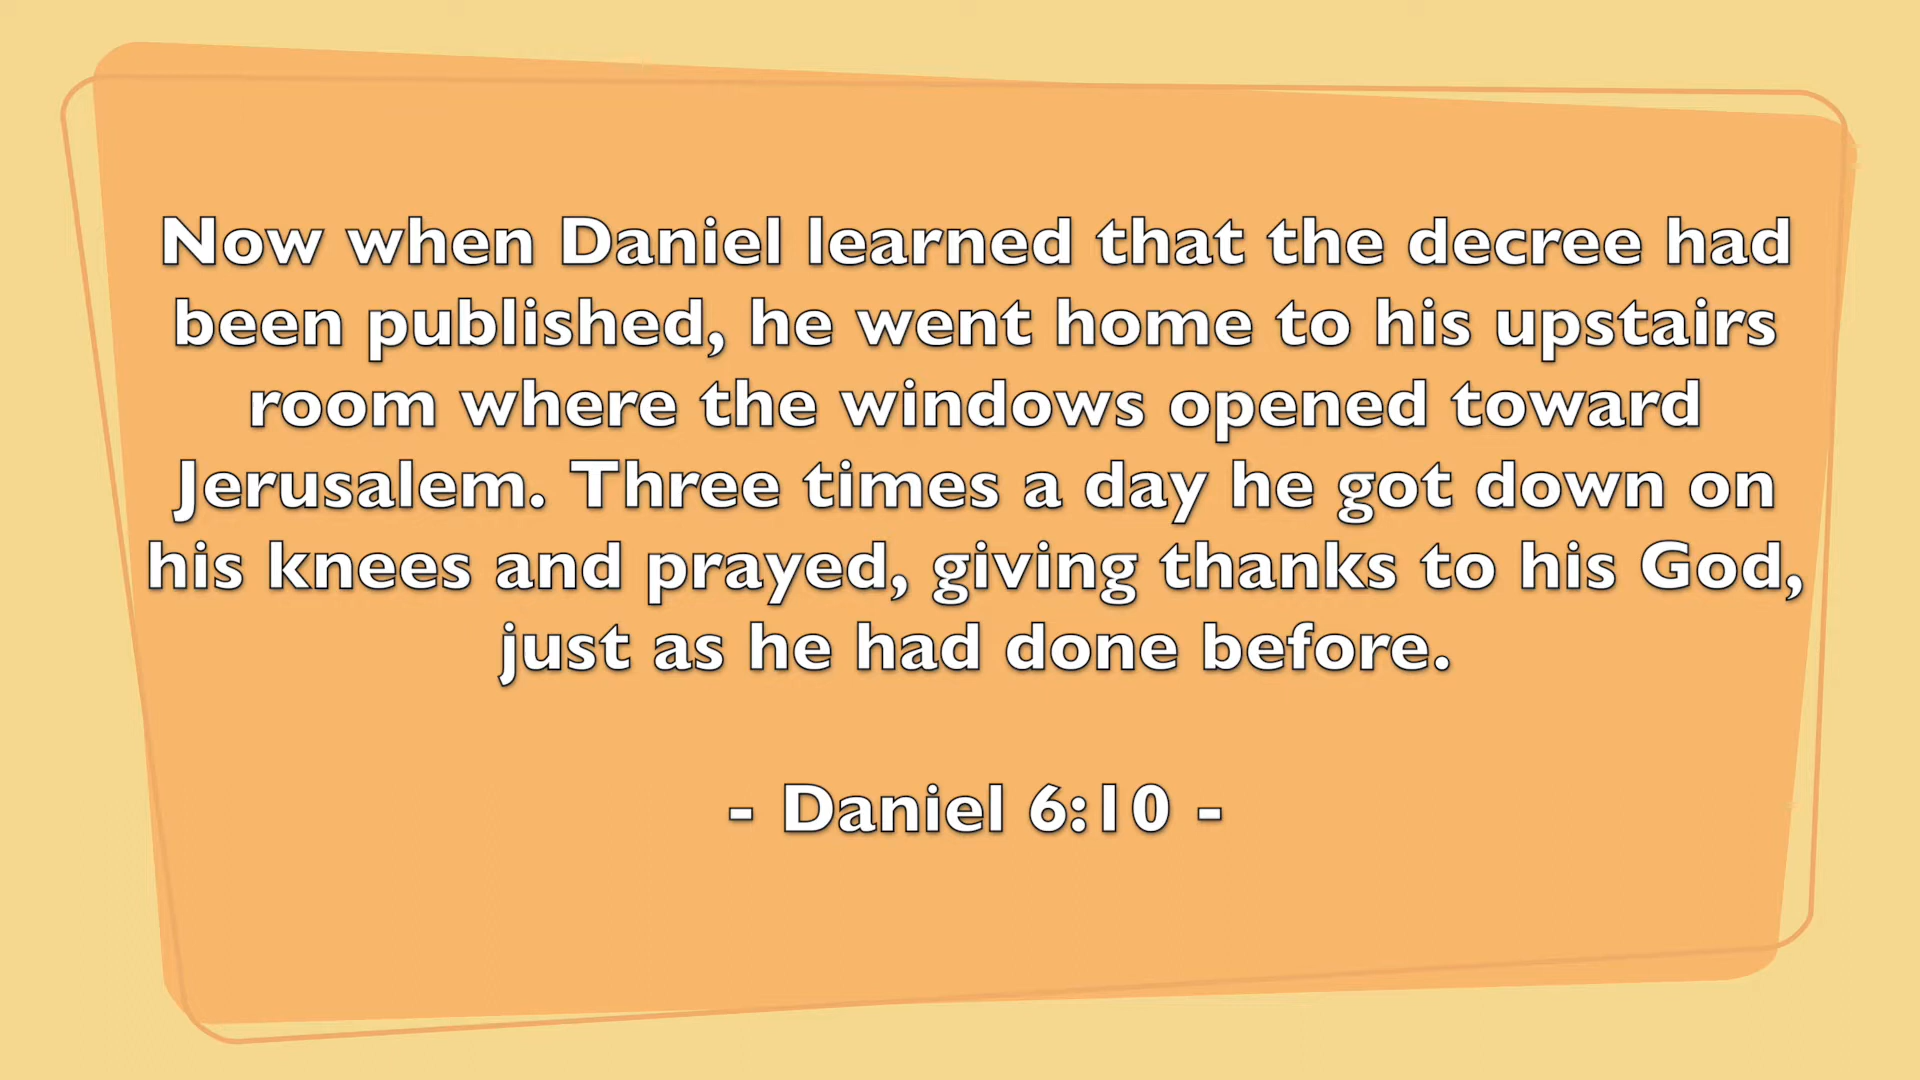 Now when Daniel learned that the decree had
been published, he went home to his upstairs
room where the windows opened toward
Jerusalem. Three times a day he got down on
his knees and prayed, giving thanks to his God,
just as he had done before.
- Daniel 6:10 -